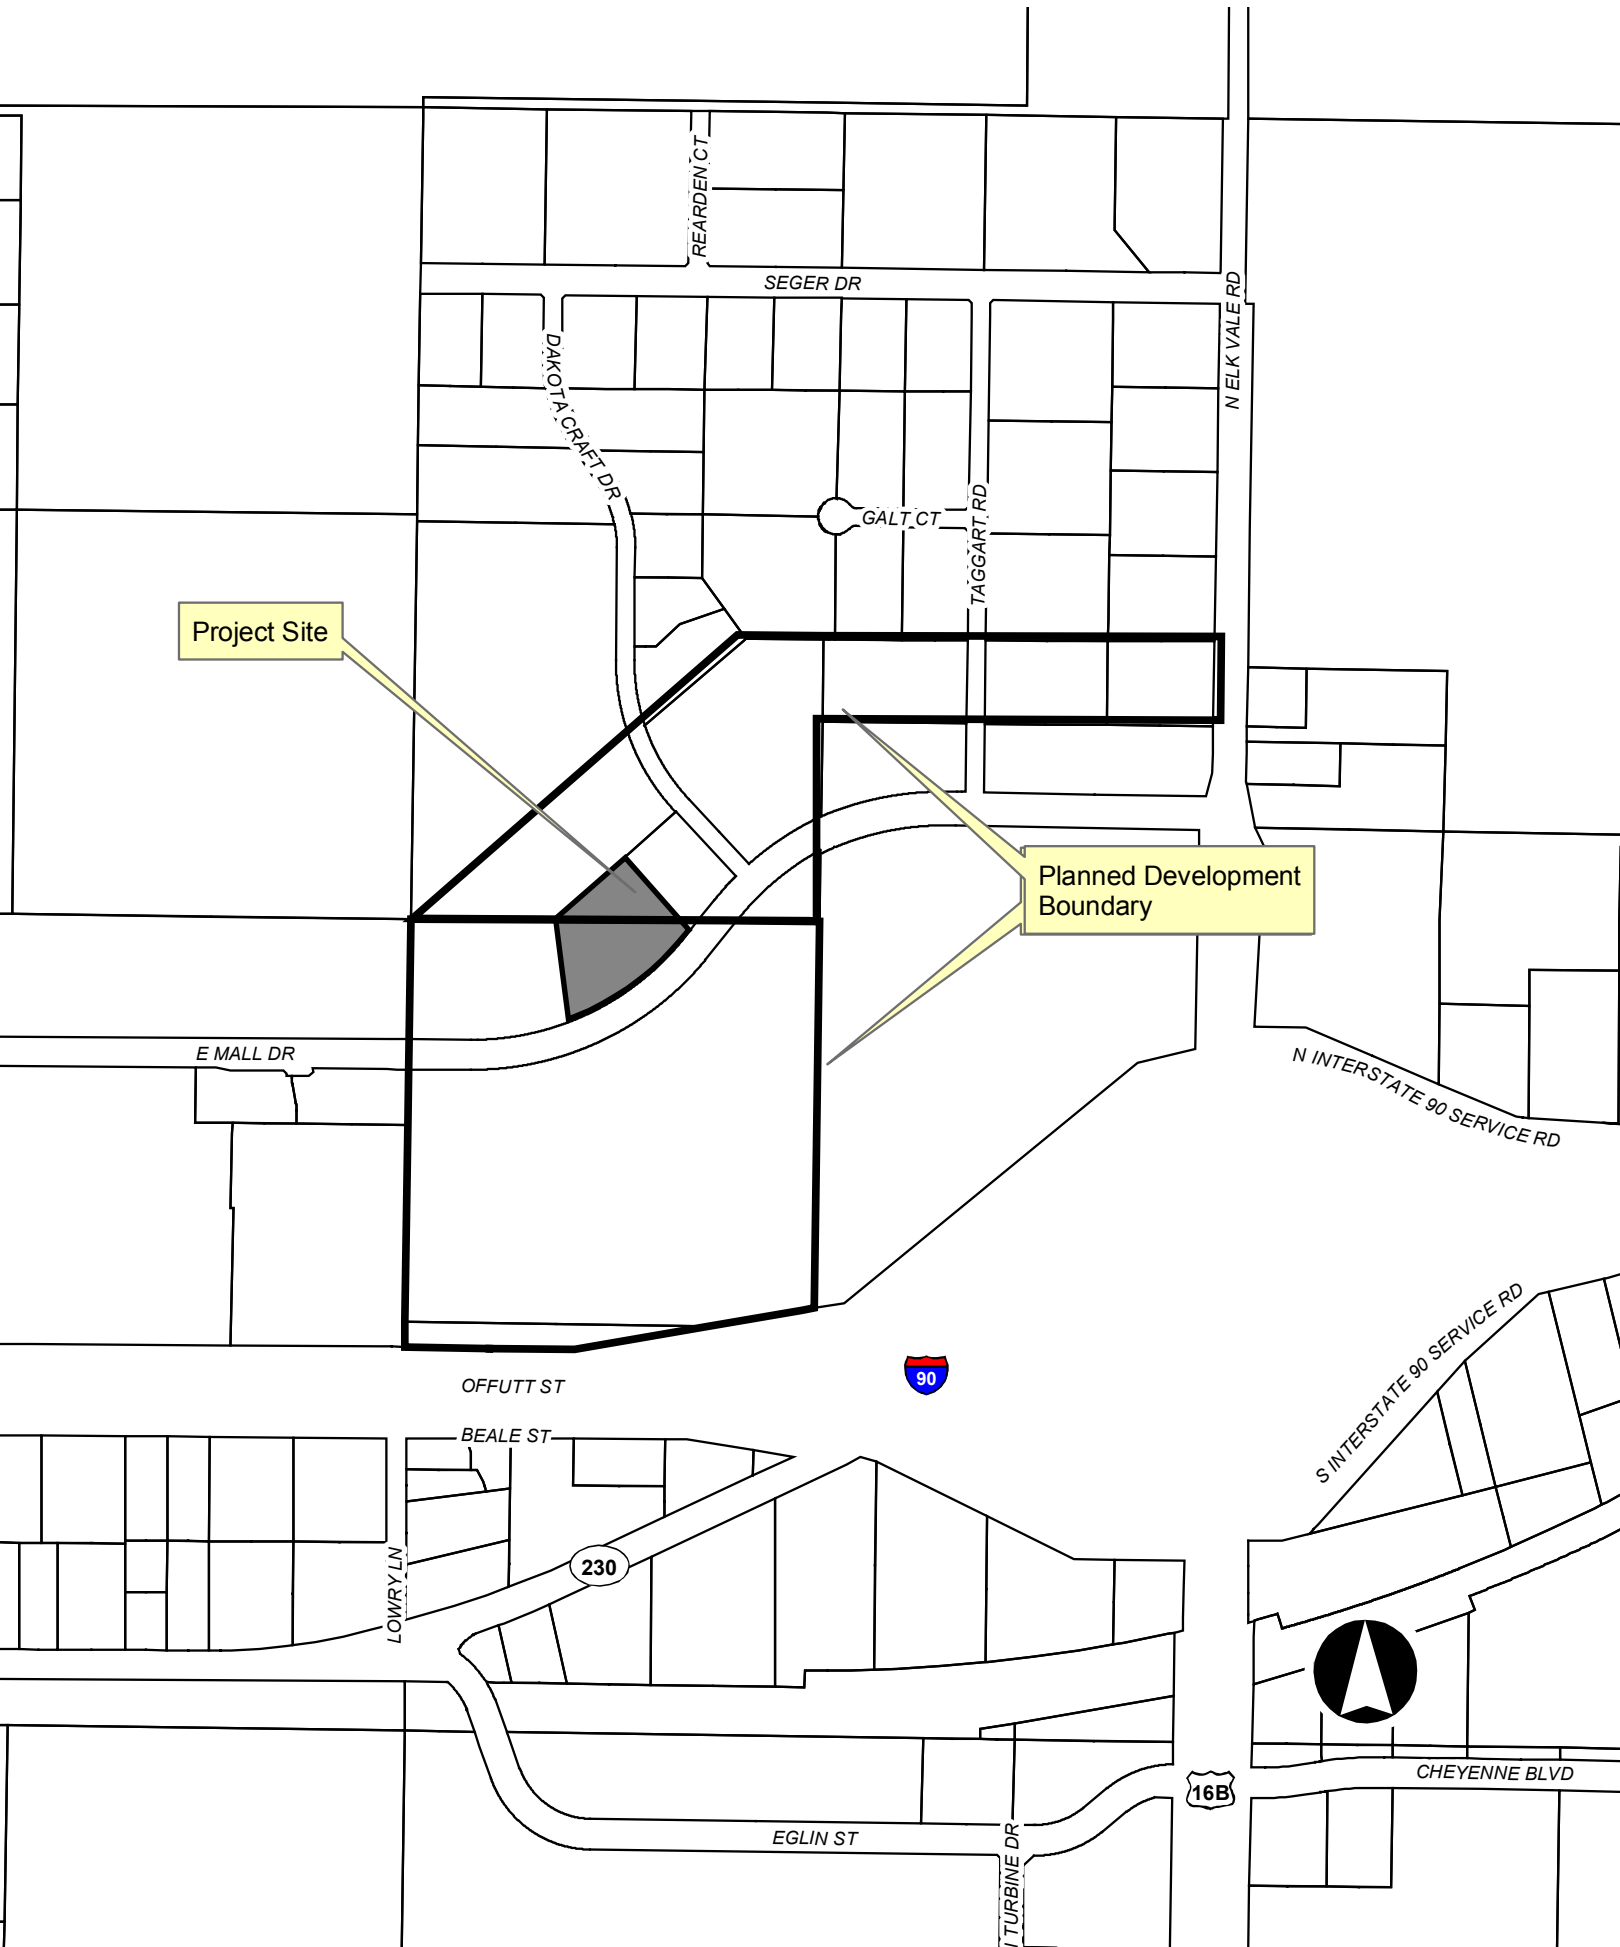 REARDEN CT
SEGER DR
N ELK VALE RD
DAKOTA CRAFT DR
GALT CT
TAGGART RD
Project Site
Planned Development
Boundary
E MALL DR
N INTERSTATE 90 SERVICE RD
S INTERSTATE 90 SERVICE RD
90
OFFUTT ST
BEALE ST
LOWRY LN
230
16B
CHEYENNE BLVD
EGLIN ST
TURBINE DR